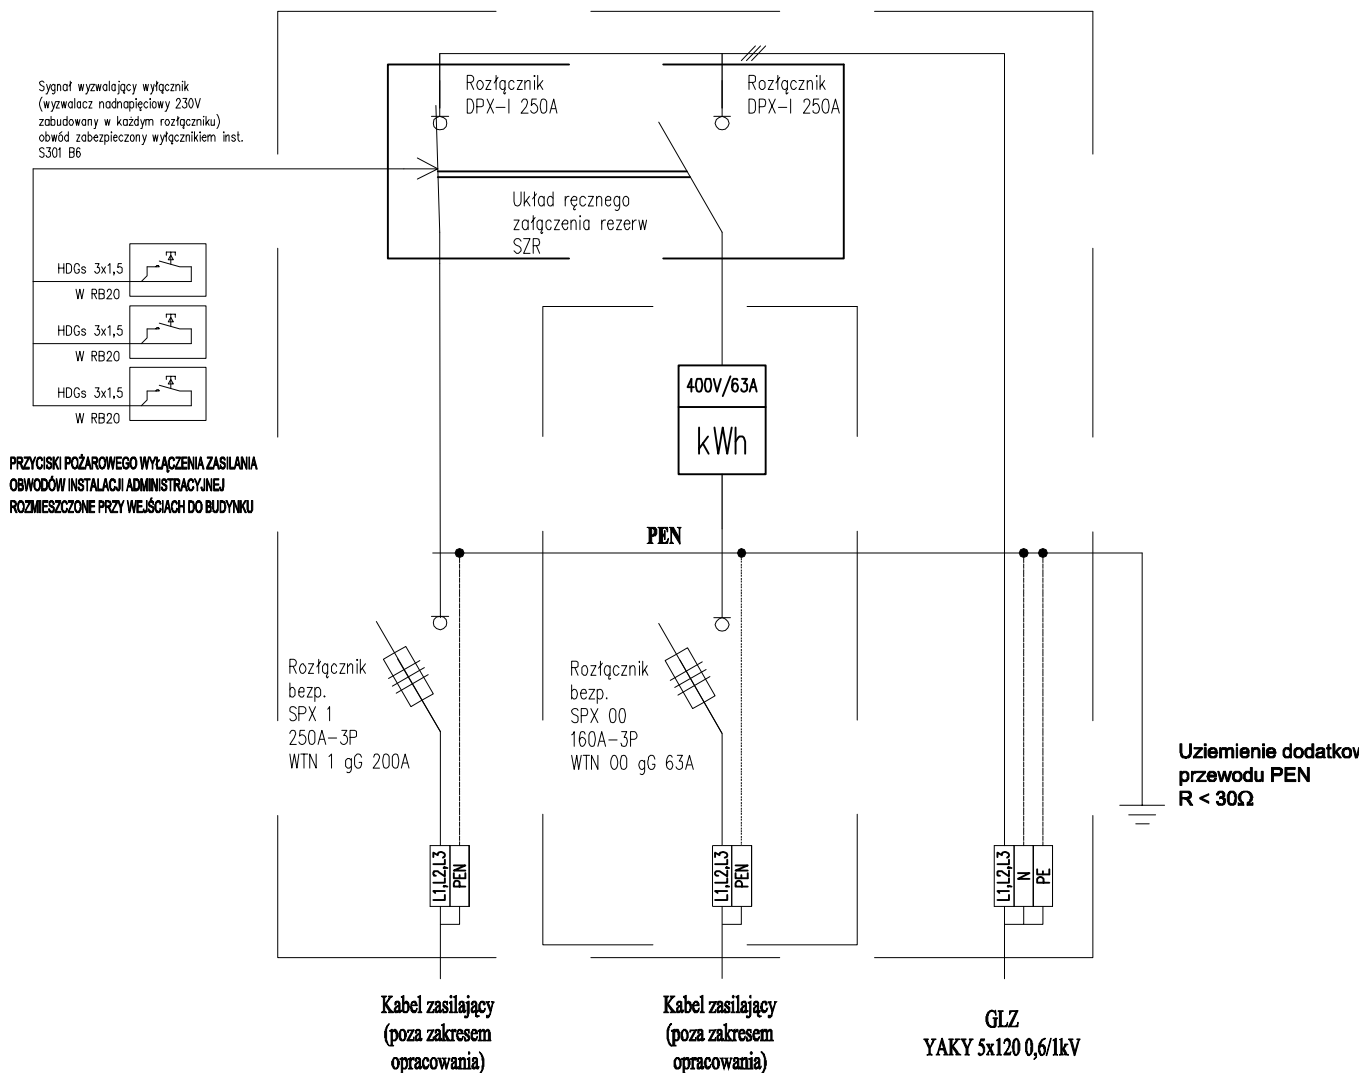 Sygnał wyzwalający wyłącznik
(wyzwalacz nadnapięciowy 230V
zabudowany w każdym rozłączniku)
obwód zabezpieczony wyłącznikiem inst.
S301 B6
Rozłącznik
DPX-I 250A
Rozłącznik
DPX-I 250A
Układ ręcznego
załączenia rezerw
SZR
HDGs 3x1,5
W RB20
HDGs 3x1,5
W RB20
HDGs 3x1,5
W RB20
PRZYCISKI POŻAROWEGO WYŁĄCZENIA ZASILANIA
OBWODÓW INSTALACJI ADMINISTRACYJNEJ
ROZMIESZCZONE PRZY WEJŚCIACH DO BUDYNKU
400V/63A
kWh
PEN
Rozłącznik
bezp.
SPX 1
250A-3P
WTN 1 gG 200A
Rozłącznik
bezp.
SPX 00
160A-3P
WTN 00 gG 63A
Uziemienie dodatkow
przewodu PEN
R < 30Ω
L1,L2,L3
PEN
L1,L2,L3
PEN
L1,L2,L3
N
PE
Kabel zasilający
(poza zakresem
opracowania)
Kabel zasilający
(poza zakresem
opracowania)
GLZ
YAKY 5x120 0,6/1kV